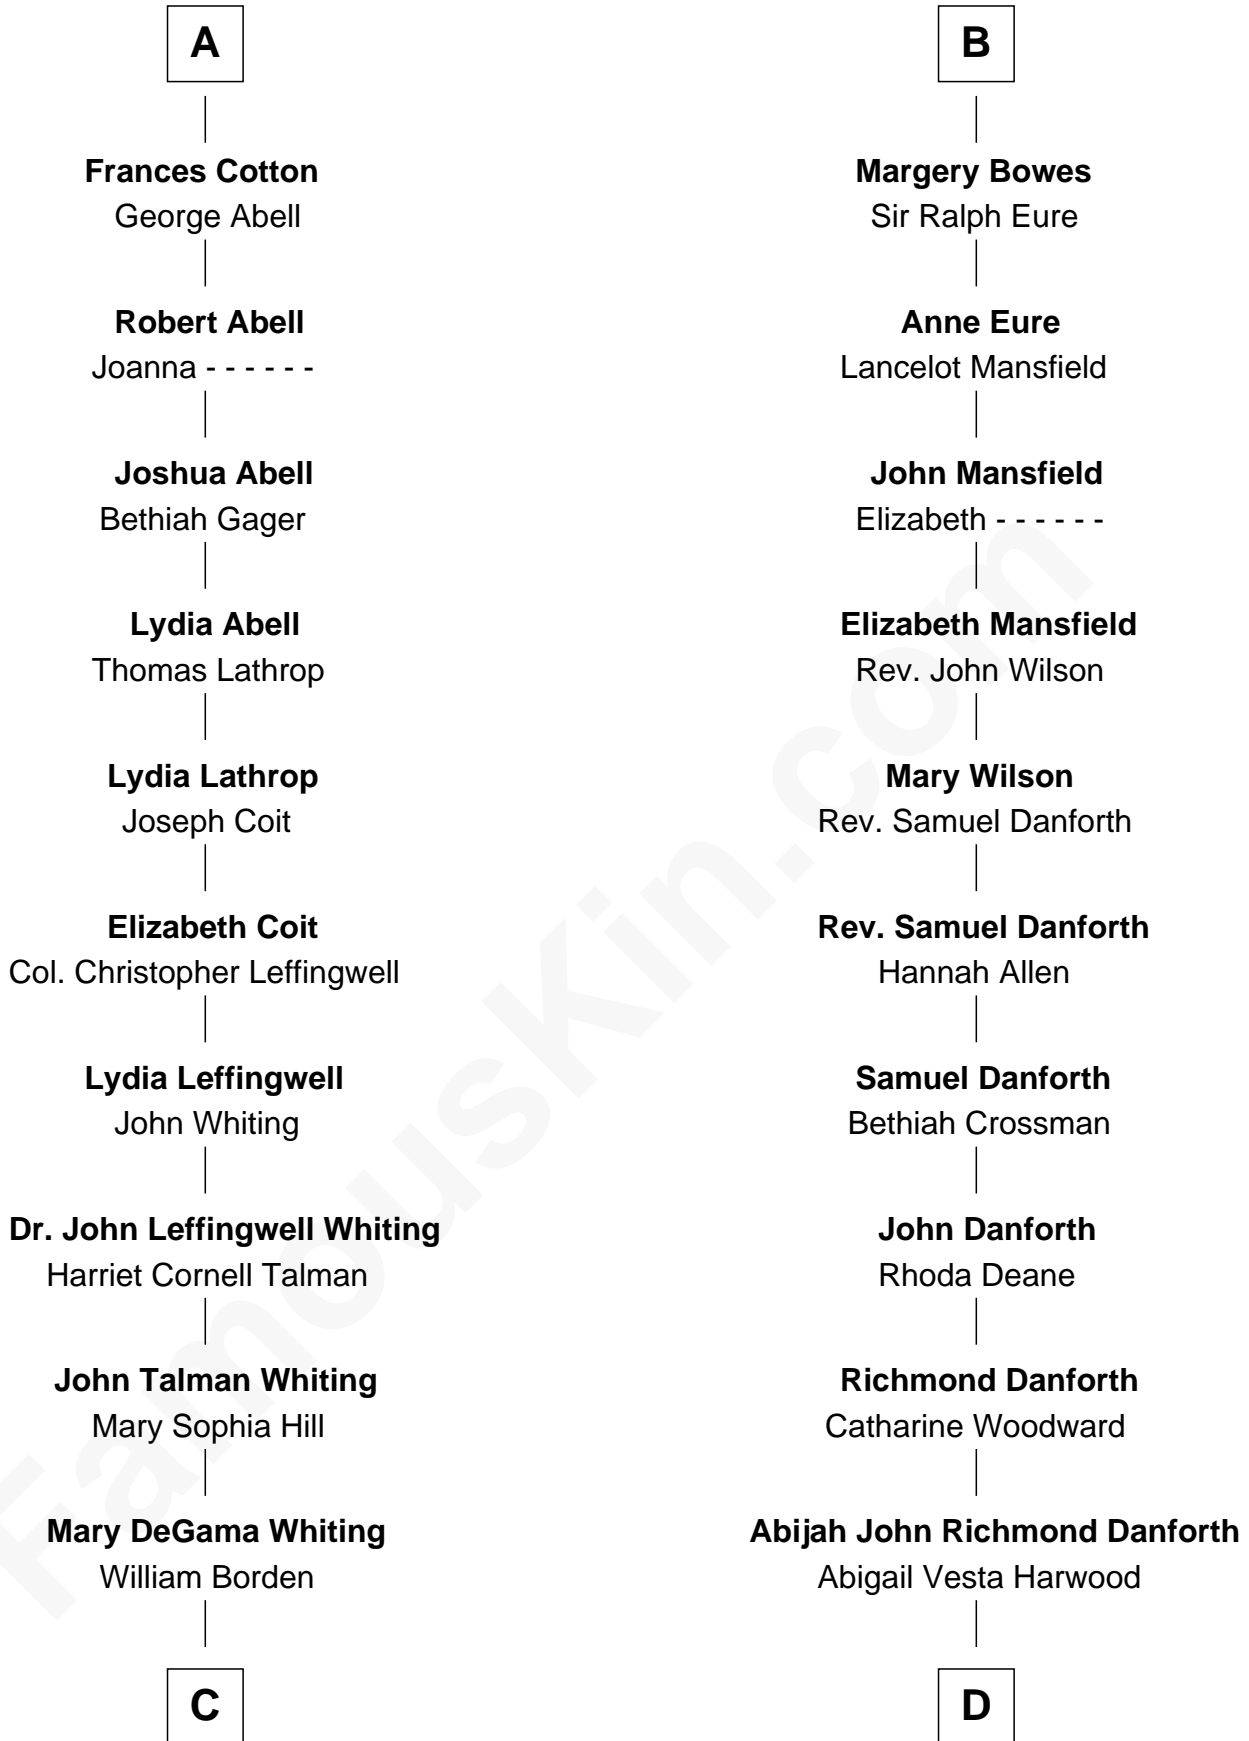 A
Frances Cotton
George Abell
Robert Abell
Joanna - - - - - -
Joshua Abell
Bethiah Gager
Lydia Abell
Thomas Lathrop
Lydia Lathrop
Joseph Coit
Elizabeth Coit
Col. Christopher Leffingwell
Lydia Leffingwell
John Whiting
Dr. John Leffingwell Whiting
Harriet Cornell Talman
John Talman Whiting
Mary Sophia Hill
Mary DeGama Whiting
William Borden
C
B
Margery Bowes
Sir Ralph Eure
Anne Eure
Lancelot Mansfield
John Mansfield
Elizabeth - - - - - -
Elizabeth Mansfield
Rev. John Wilson
Mary Wilson
Rev. Samuel Danforth
Rev. Samuel Danforth
Hannah Allen
Samuel Danforth
Bethiah Crossman
John Danforth
Rhoda Deane
Richmond Danforth
Catharine Woodward
Abijah John Richmond Danforth
Abigail Vesta Harwood
D
FamousKin.com